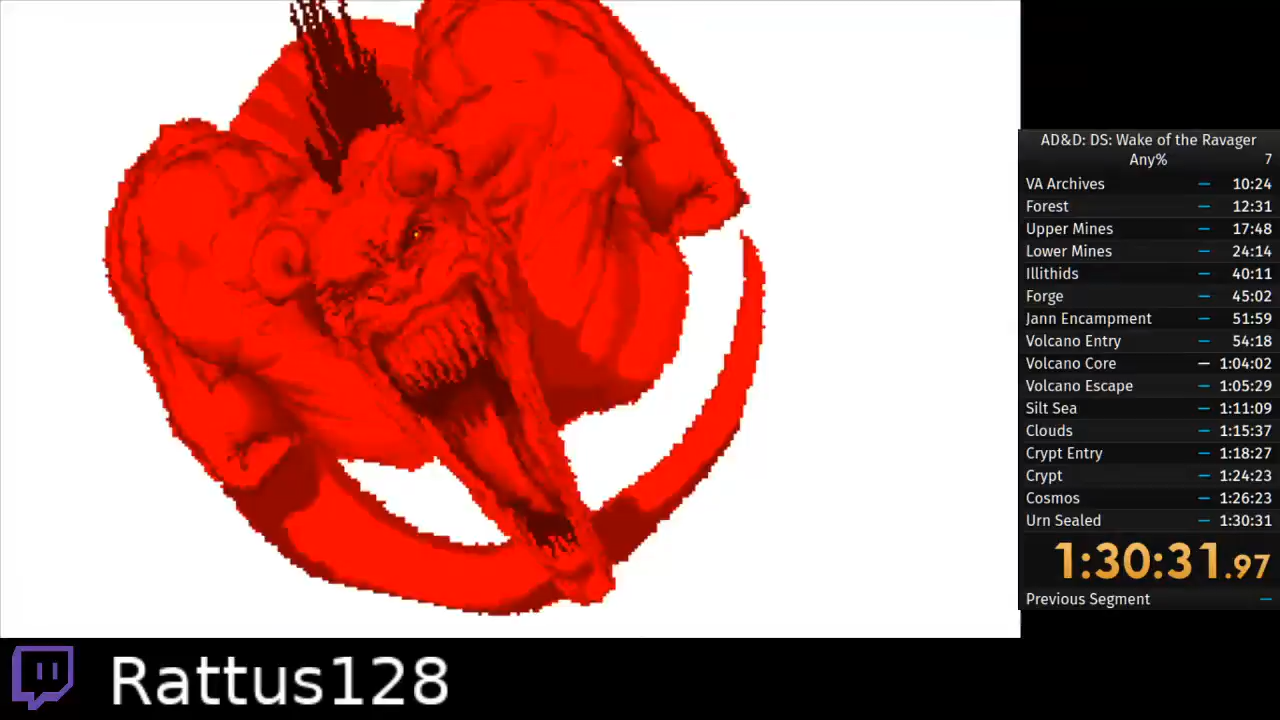 AD&D: DS: Wake of the Ravager
Any% 7
VA Archives — 10:24
Forest — 12:31
Upper Mines — 17:48
Lower Mines — 24:14
Illithids — 40:11
Forge — 45:02
Jann Encampment — 51:59
Volcano Entry — 54:18
Volcano Core — 1:04:02
Volcano Escape — 1:05:29
Silt Sea — 1:11:09
Clouds — 1:15:37
Crypt Entry — 1:18:27
Crypt — 1:24:23
Cosmos — 1:26:23
Urn Sealed — 1:30:31
1:30:31.97
Previous Segment —
Rattus128